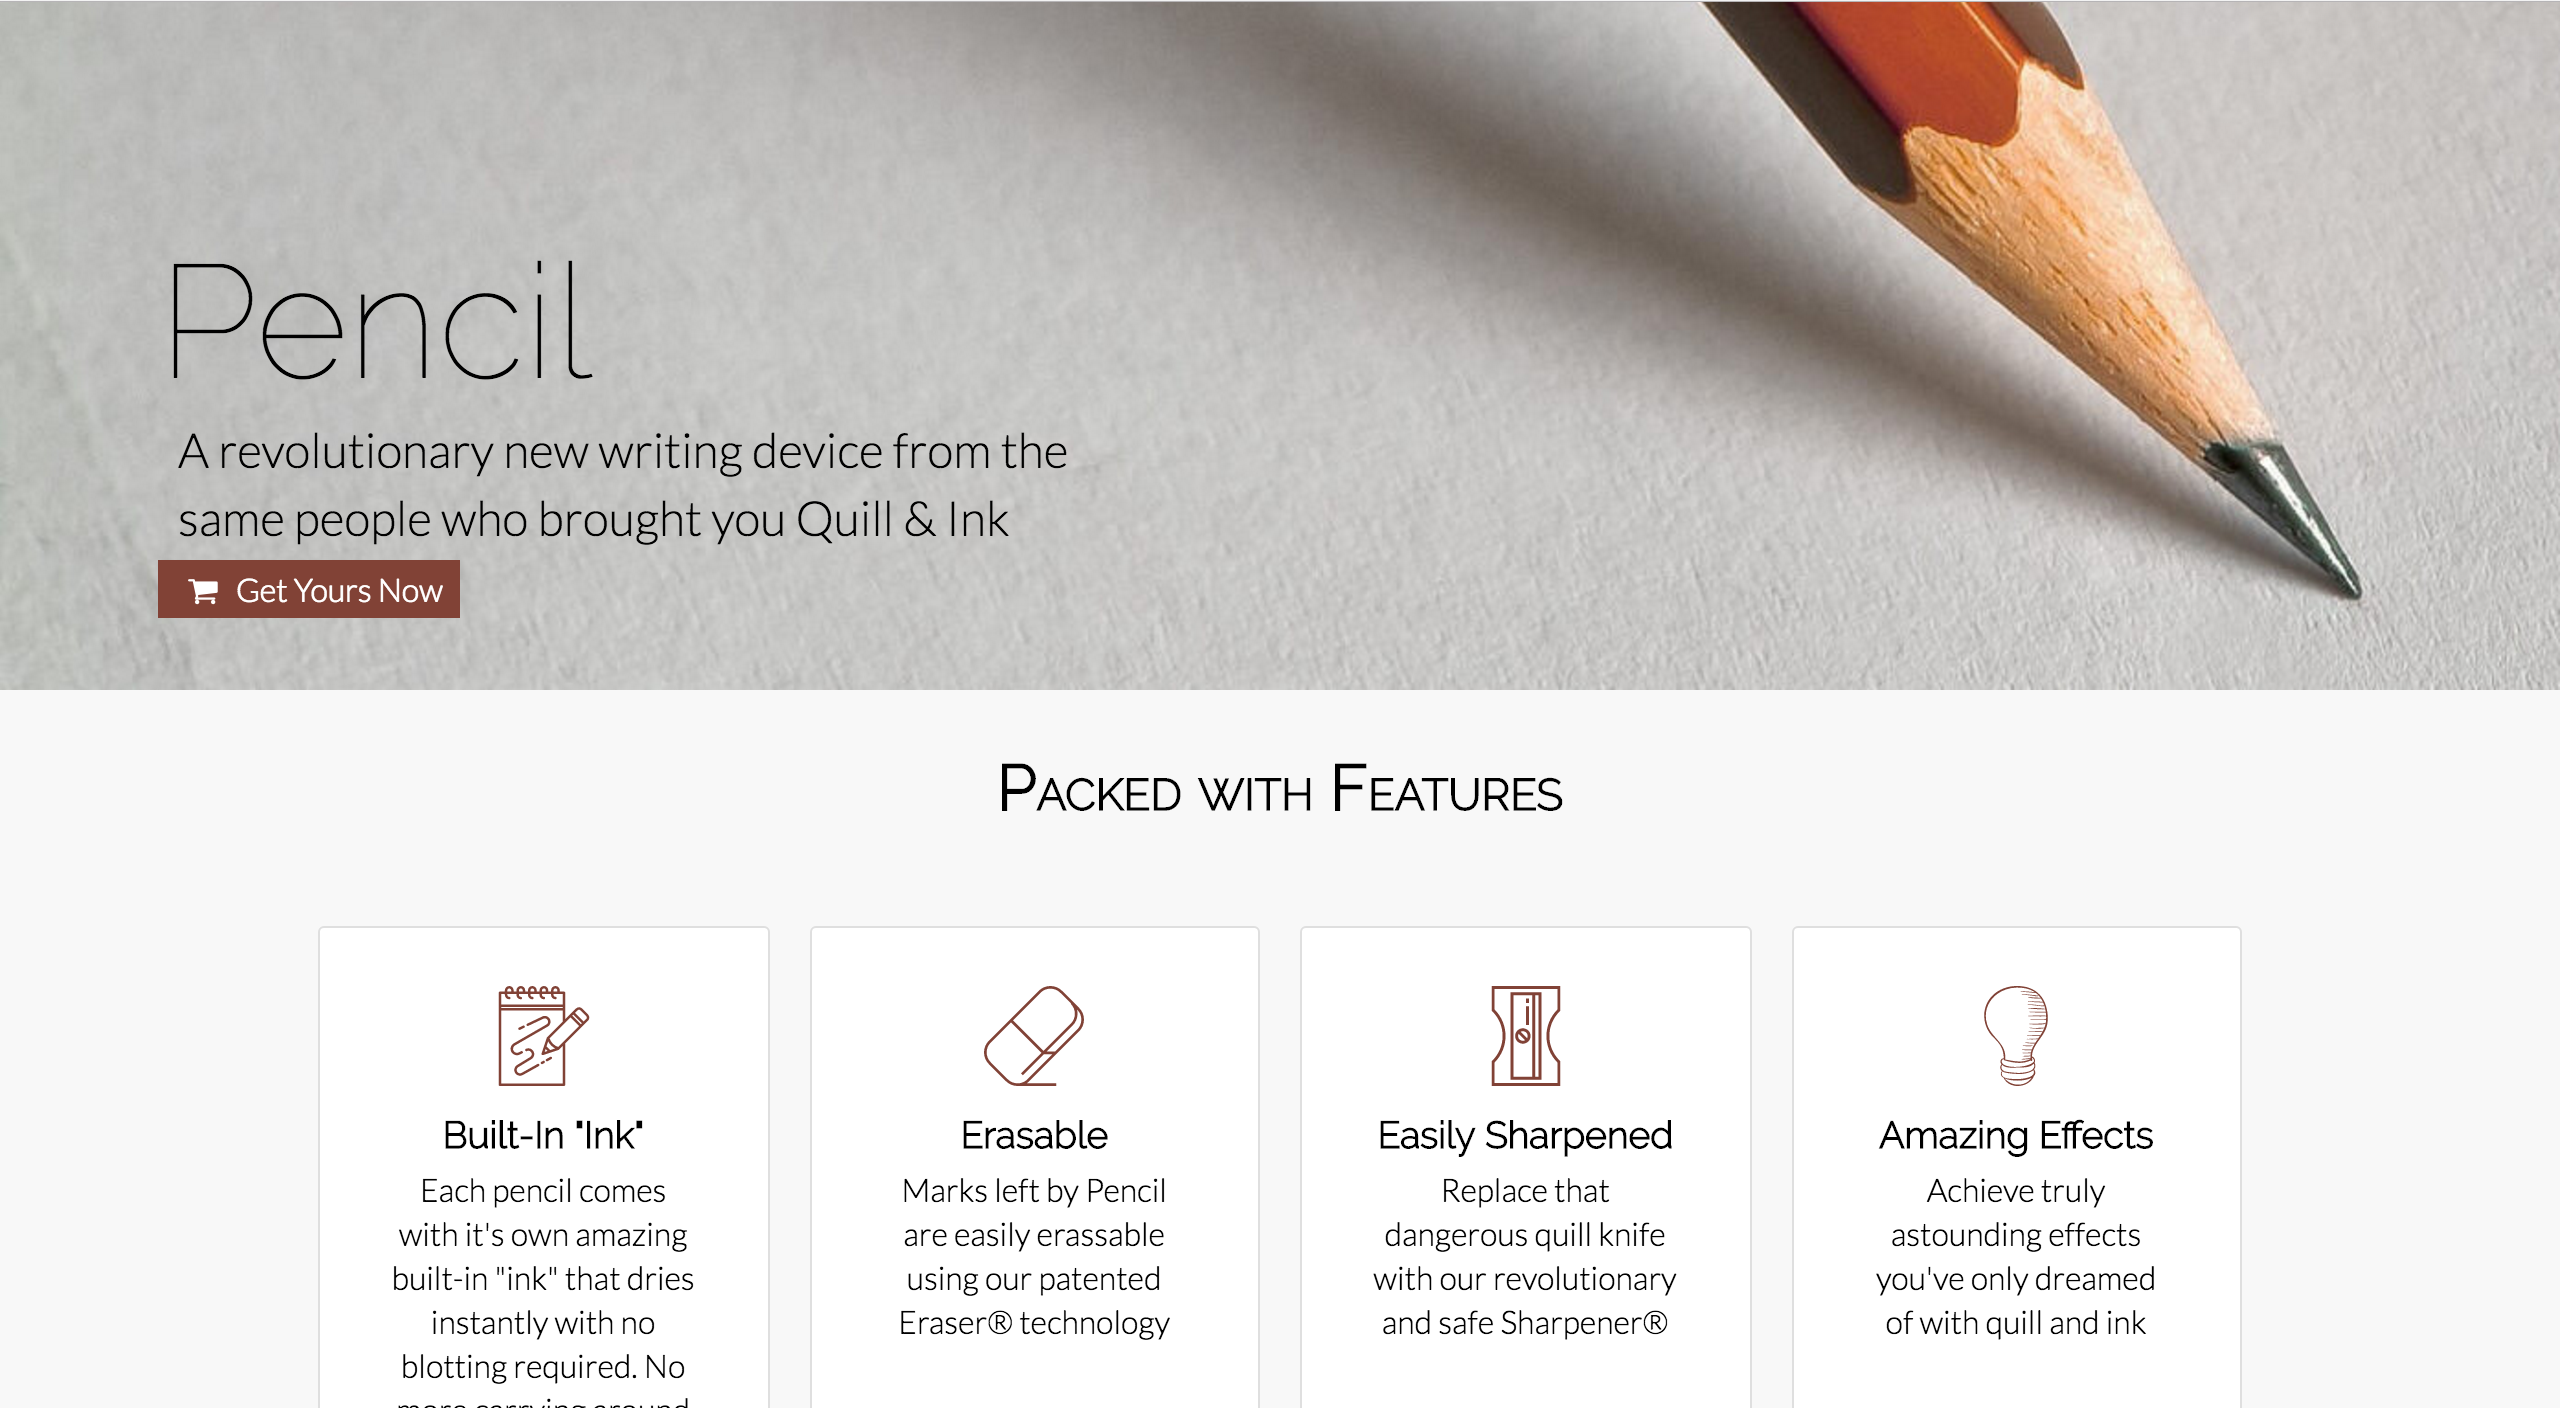 Pencil
A revolutionary new writing device from the
same people who brought you Quill & Ink
Get Yours Now
Packed with Features
Built-In "Ink"
Each pencil comes
with it's own amazing
built-in "ink" that dries
instantly with no
blotting required. No
more carrying around
Erasable
Marks left by Pencil
are easily erassable
using our patented
Eraser® technology
Easily Sharpened
Replace that
dangerous quill knife
with our revolutionary
and safe Sharpener®
Amazing Effects
Achieve truly
astounding effects
you've only dreamed
of with quill and ink